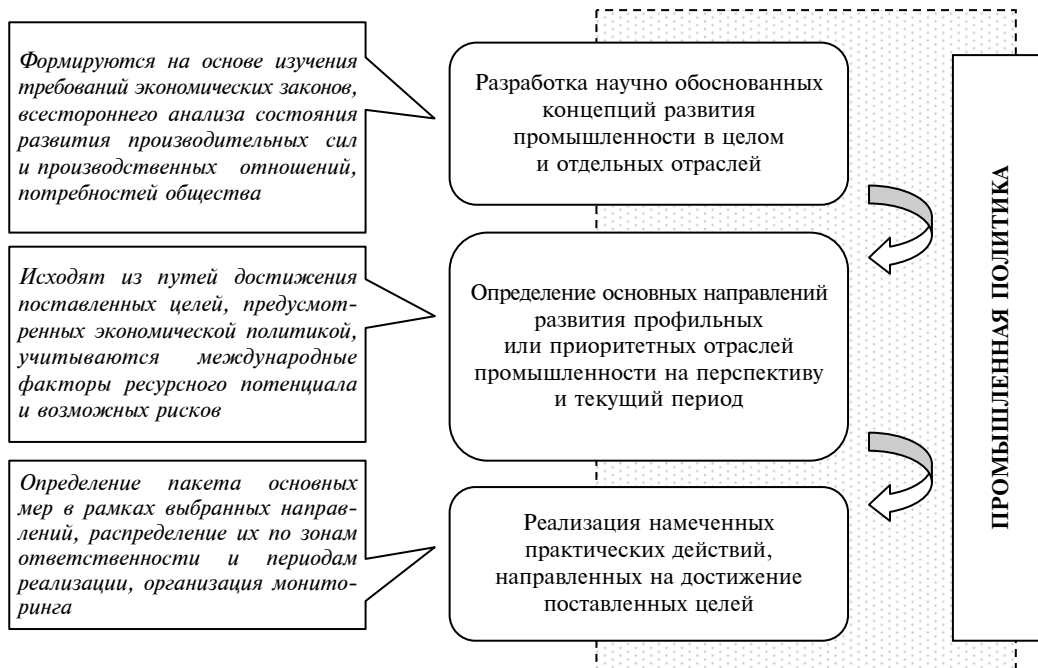 Формируются на основе изучения
требований экономических законов,
всестороннего анализа состояния
развития производительных сил
и производственных отношений,
потребностей общества
Разработка научно обоснованных
концепций развития
промышленности в целом
и отдельных отраслей
Исходят из путей достижения
поставленных целей, предусмот-
ренных экономической политикой,
учитываются международные
факторы ресурсного потенциала
и возможных рисков
Определение основных направлений
развития профильных
или приоритетных отраслей
промышленности на перспективу
и текущий период
Определение пакета основных
мер в рамках выбранных направ-
лений, распределение их по зонам
ответственности и периодам
реализации, организация монито-
ринга
Реализация намеченных
практических действий,
направленных на достижение
поставленных целей
ПРОМЫШЛЕННАЯ ПОЛИТИКА